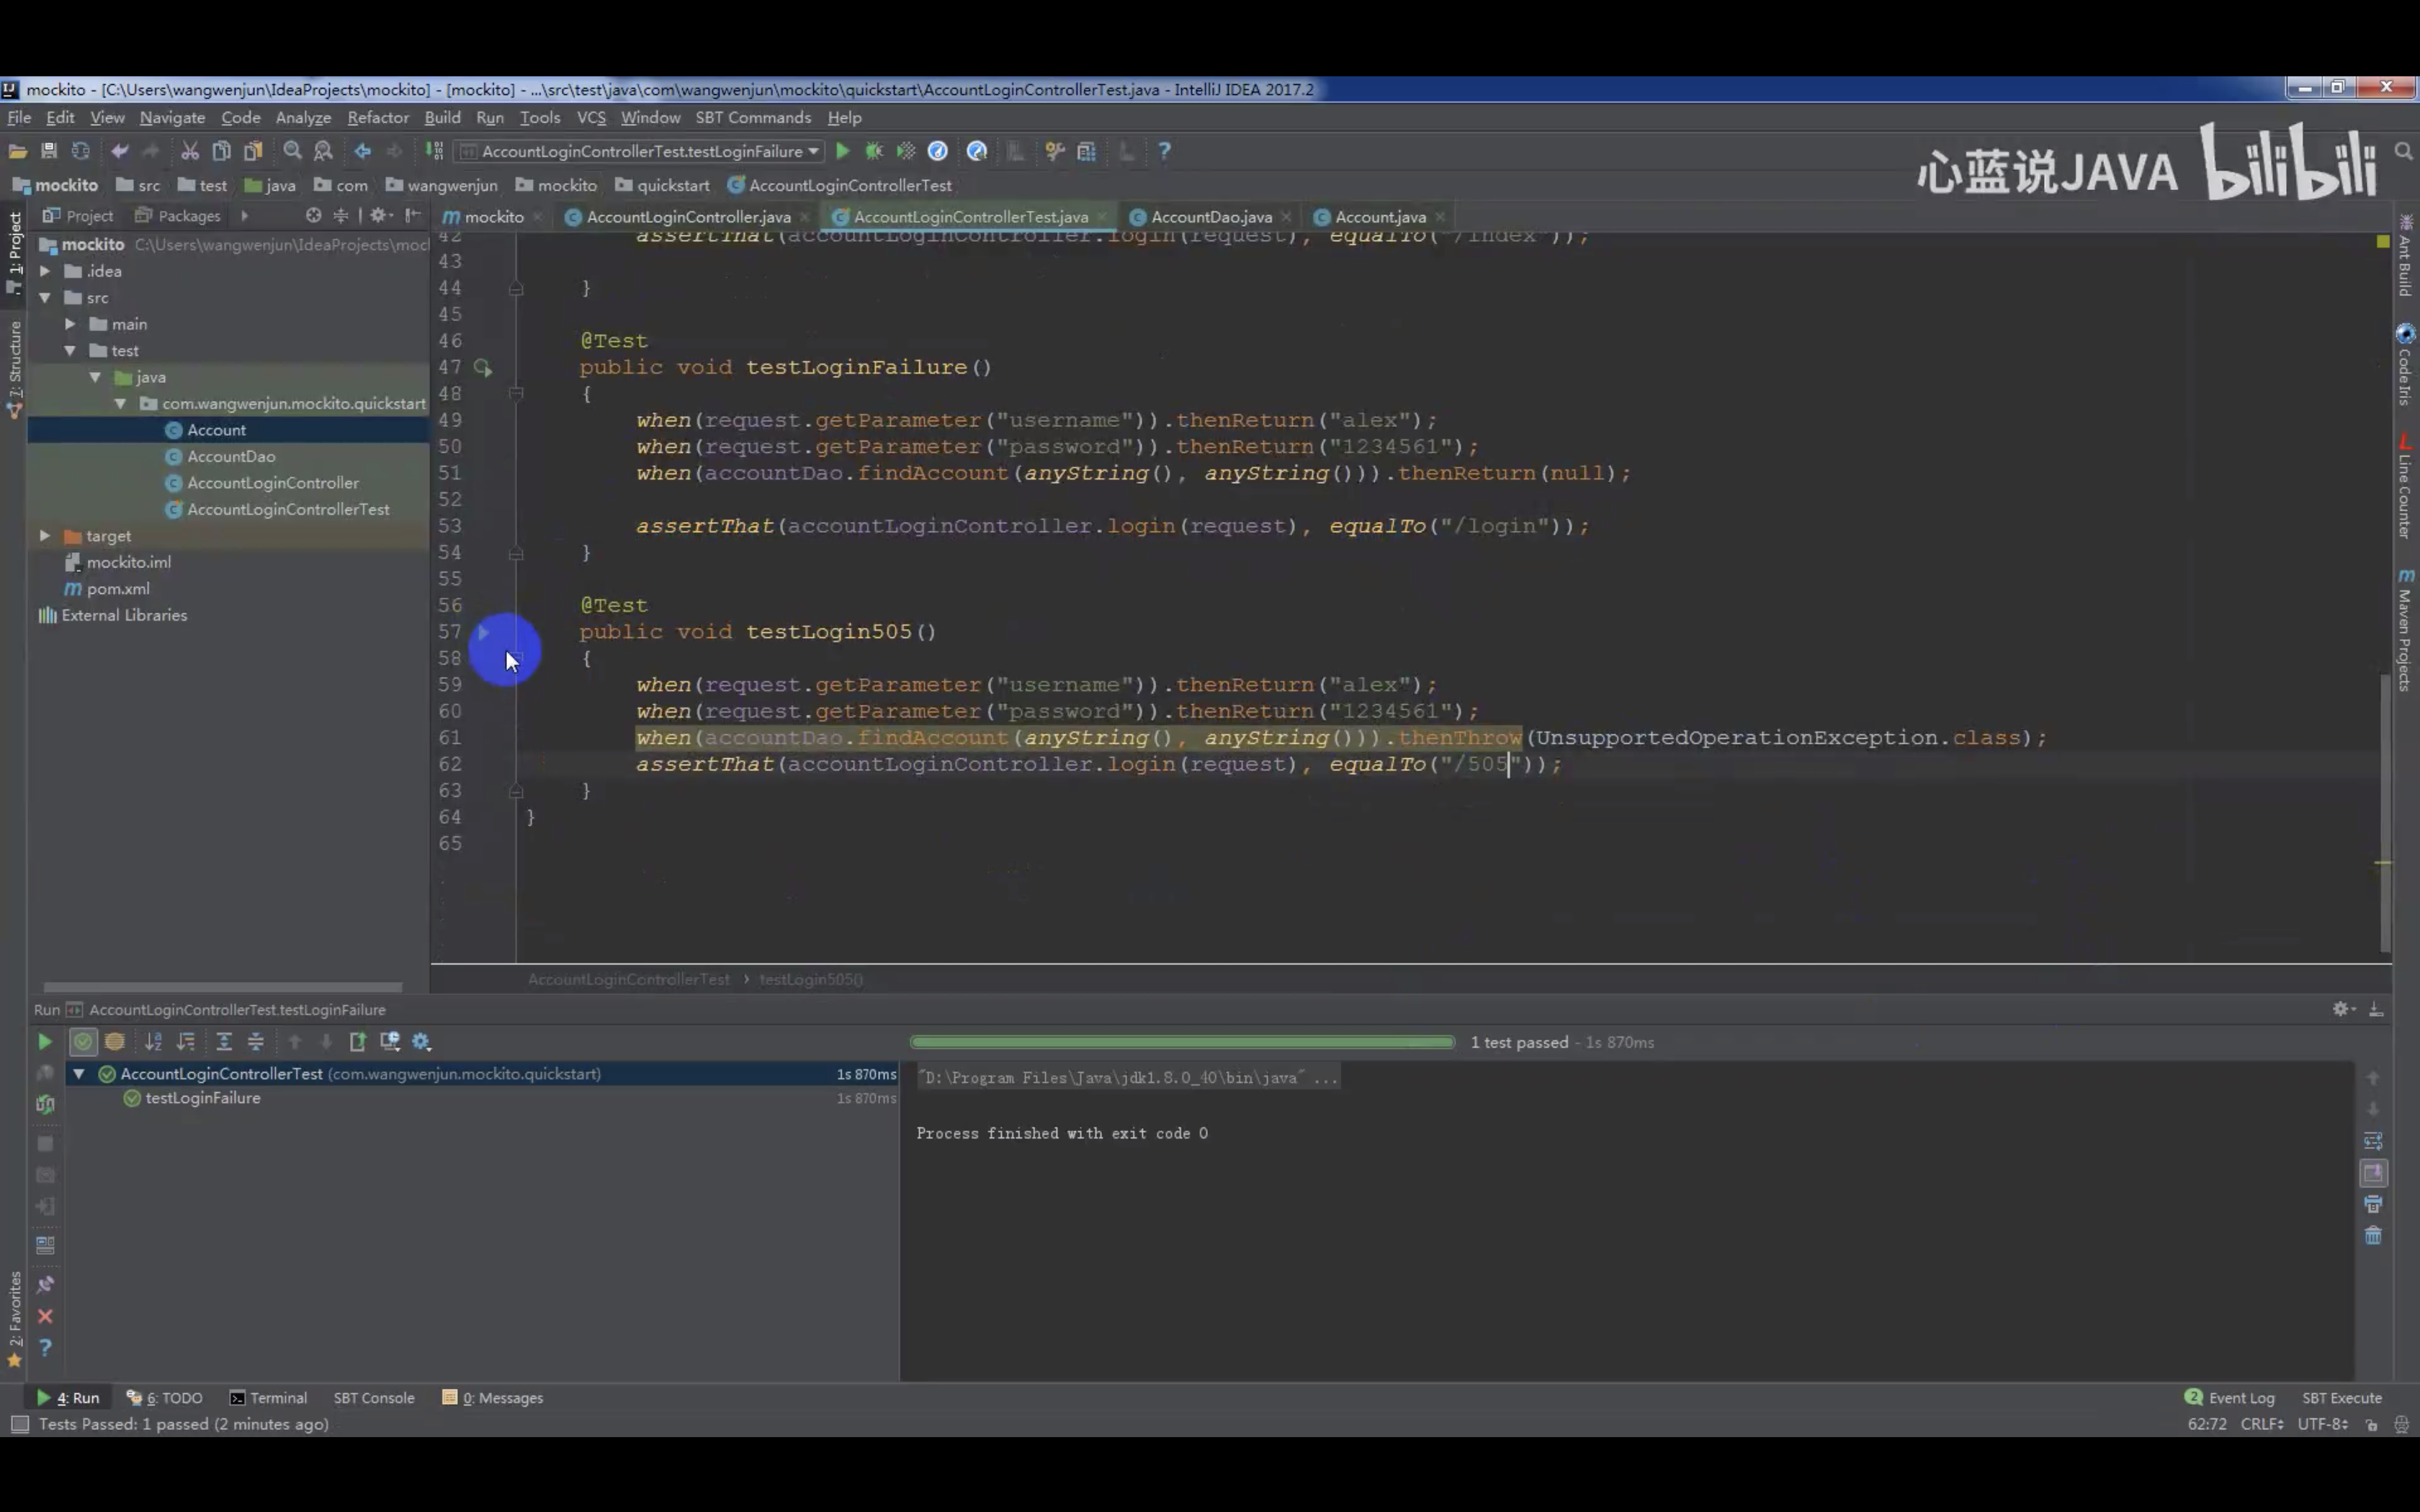 mockito - [C:\Users\wangwenjun\IdeaProjects\mockito] - [mockito] - ...\src\test\java\com\wangwenjun\mockito\quickstart\AccountLoginControllerTest.java - IntelliJ IDEA 2017.2
File Edit View Navigate Code Analyze Refactor Build Run Tools VCS Window SBT Commands Help
AccountLoginControllerTest.testLoginFailure
心蓝说JAVA bilibili
mockito src test java com wangwenjun mockito quickstart AccountLoginControllerTest
Project Packages
mockito AccountLoginController.java AccountLoginControllerTest.java AccountDao.java Account.java
1: Project
7: Structure
2: Favorites
mockito C:\Users\wangwenjun\IdeaProjects\moc
.idea
src
main
test
java
com.wangwenjun.mockito.quickstart
Account
AccountDao
AccountLoginController
AccountLoginControllerTest
target
mockito.iml
pom.xml
External Libraries
42 assertThat(accountLoginController.login(request), equalTo("/index"));
43
44 }
45
46 @Test
47 public void testLoginFailure()
48 {
49 when(request.getParameter("username")).thenReturn("alex");
50 when(request.getParameter("password")).thenReturn("1234561");
51 when(accountDao.findAccount(anyString(), anyString())).thenReturn(null);
52
53 assertThat(accountLoginController.login(request), equalTo("/login"));
54 }
55
56 @Test
57 public void testLogin505()
58 {
59 when(request.getParameter("username")).thenReturn("alex");
60 when(request.getParameter("password")).thenReturn("1234561");
61 when(accountDao.findAccount(anyString(), anyString())).thenThrow(UnsupportedOperationException.class);
62 assertThat(accountLoginController.login(request), equalTo("/505"));
63 }
64 }
65
Ant Build
Code Iris
Line Counter
Maven Projects
AccountLoginControllerTest › testLogin505()
Run AccountLoginControllerTest.testLoginFailure
1 test passed - 1s 870ms
AccountLoginControllerTest (com.wangwenjun.mockito.quickstart) 1s 870ms
testLoginFailure 1s 870ms
"D:\Program Files\Java\jdk1.8.0_40\bin\java" ...
Process finished with exit code 0
4: Run 6: TODO Terminal SBT Console 0: Messages
2 Event Log SBT Execute
Tests Passed: 1 passed (2 minutes ago)
62:72 CRLF UTF-8